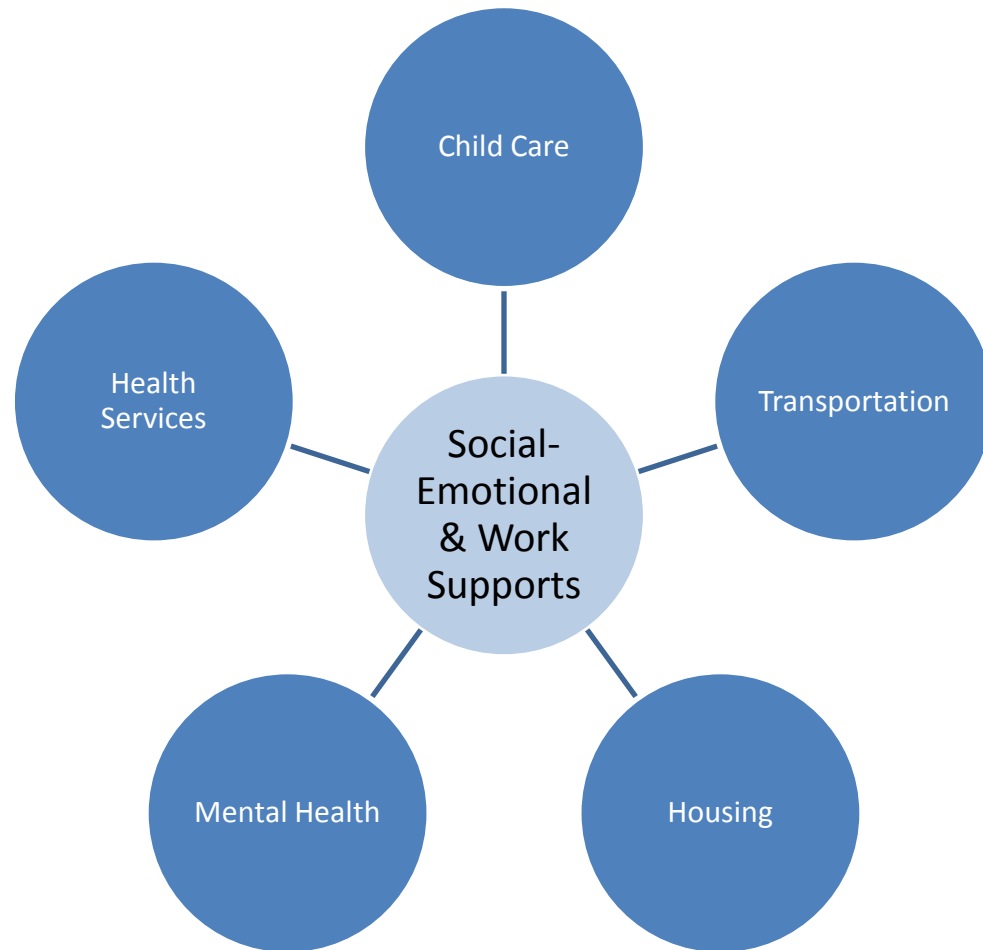 Child Care
Health
Services
Transportation
Social-
Emotional
& Work
Supports
Mental Health
Housing